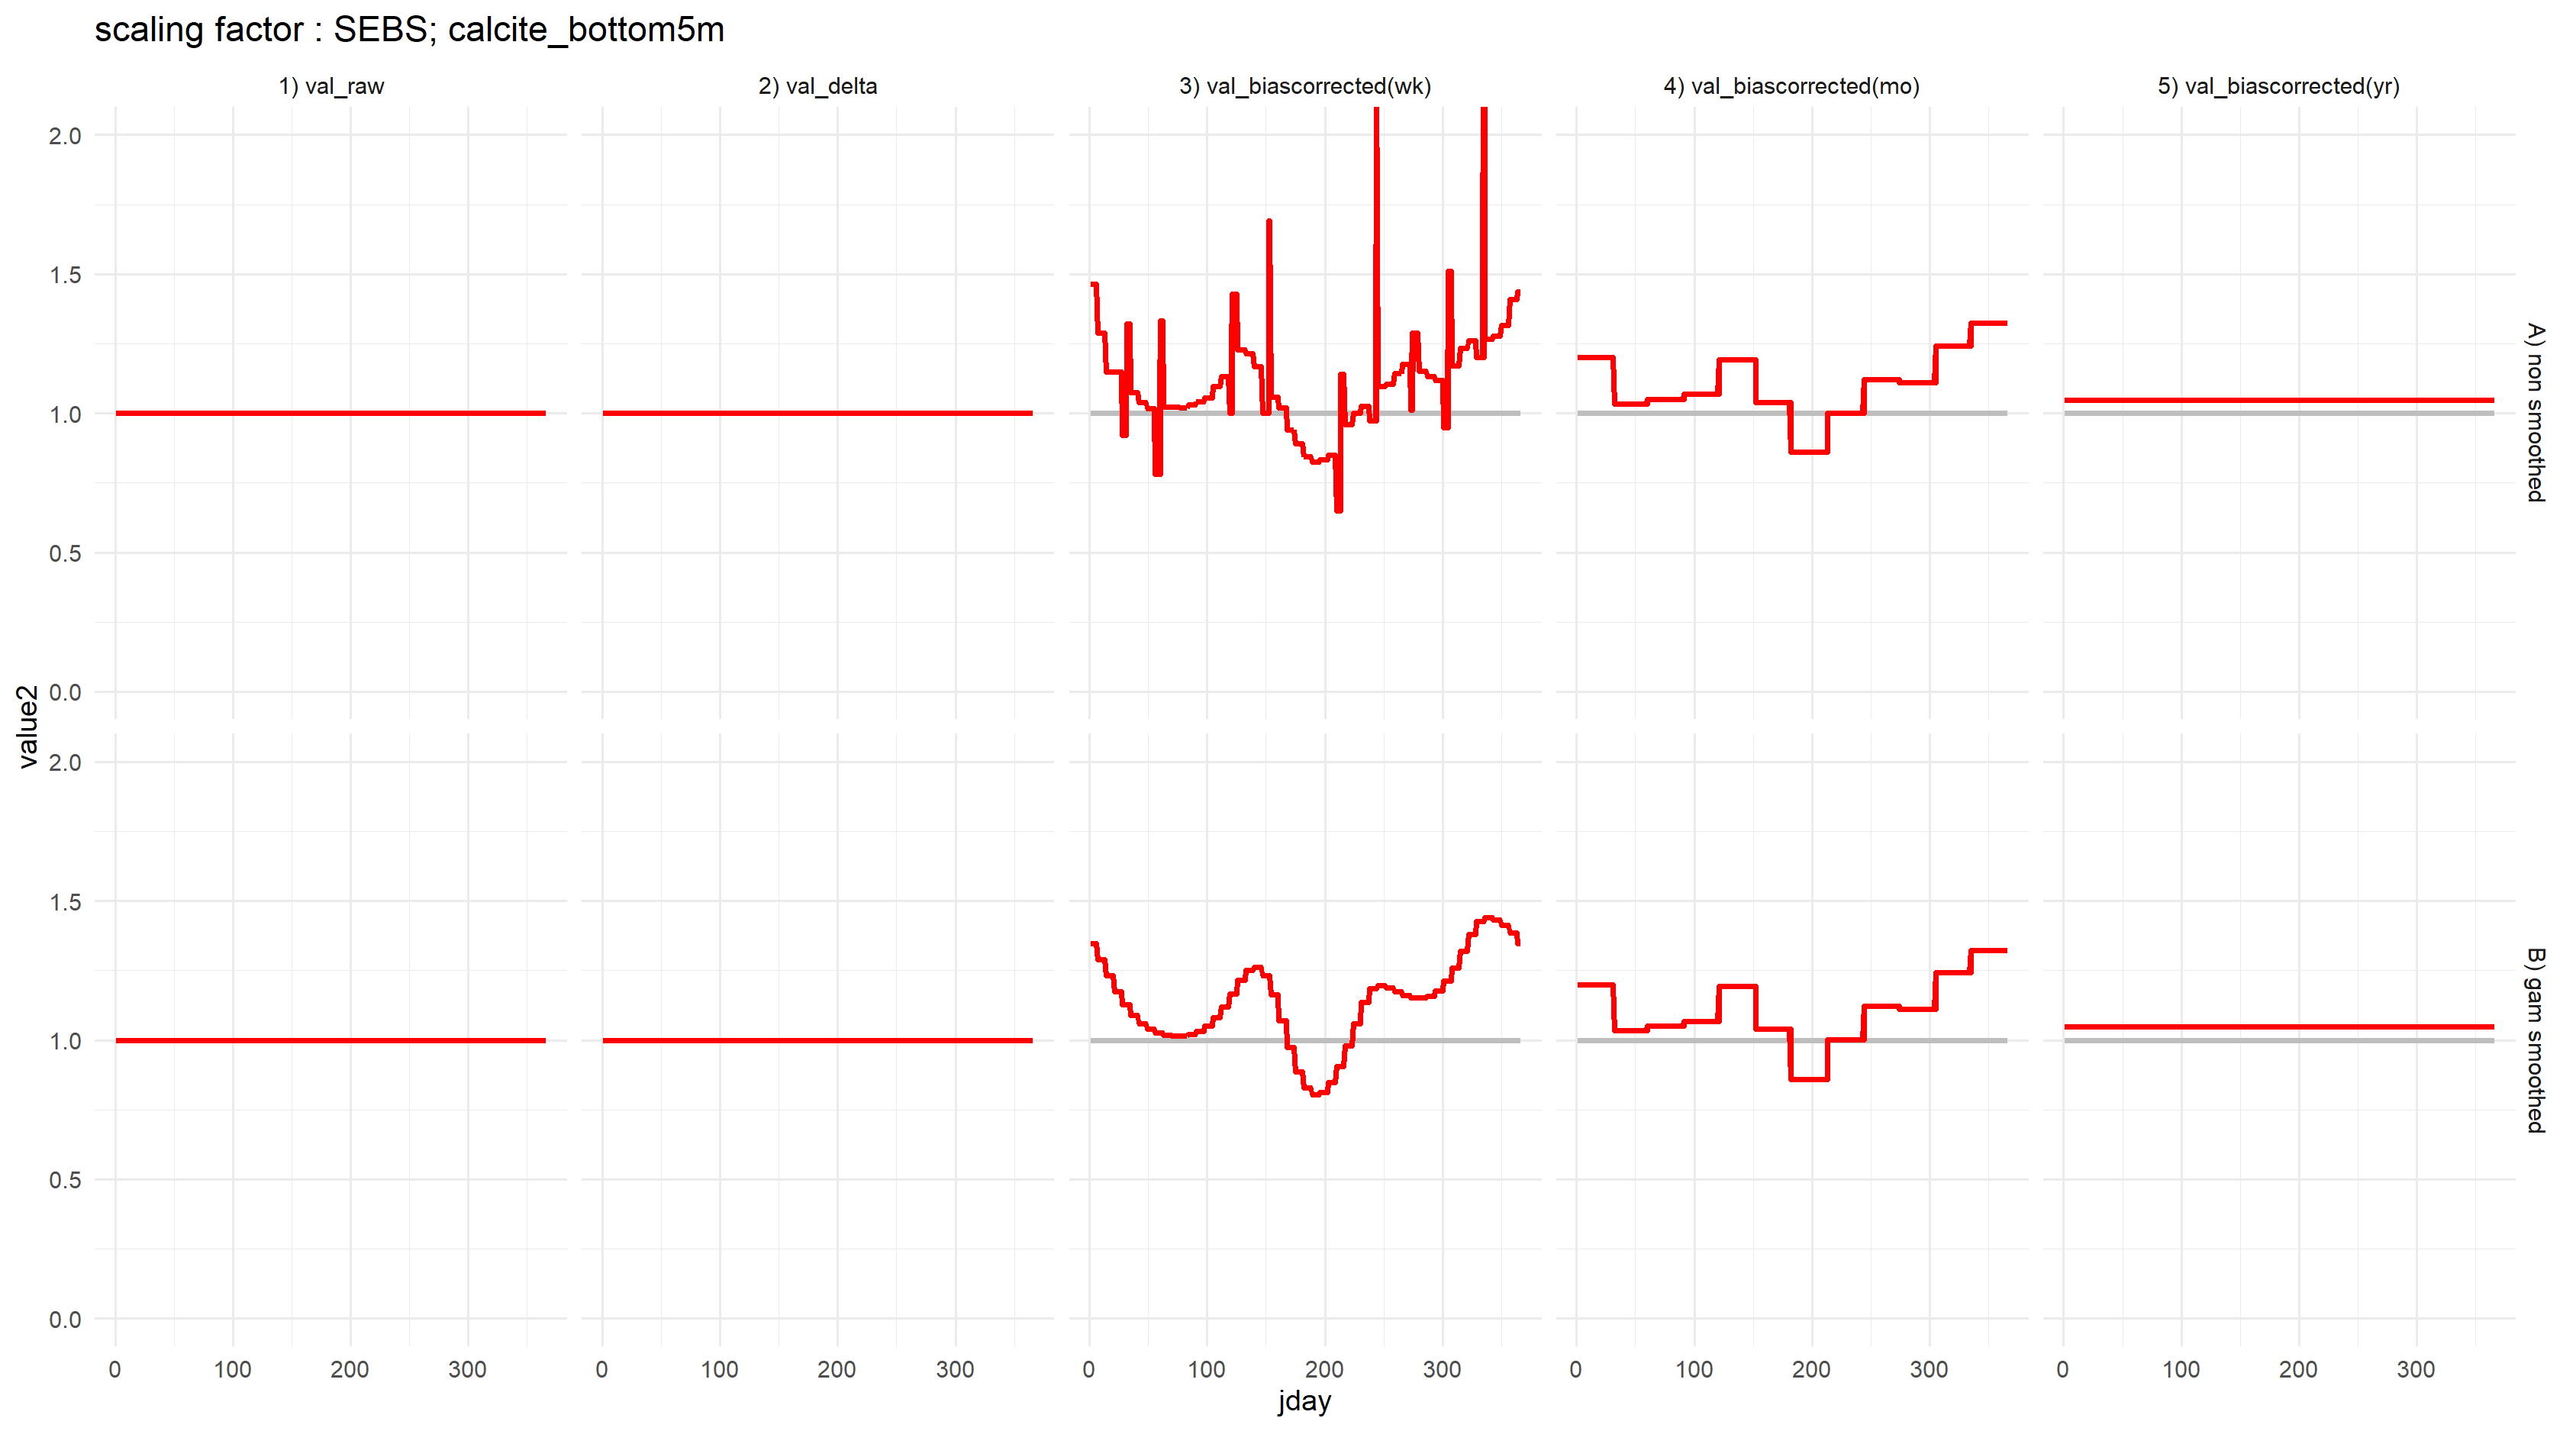 scaling factor : SEBS; calcite_bottom5m
1) val_raw
2) val_delta
3) val_biascorrected(wk)
4) val_biascorrected(mo)
5) val_biascorrected(yr)
2.0
1.5
1.0
0.5
0.0
A) non smoothed
value2
2.0
1.5
1.0
0.5
0.0
B) gam smoothed
0 100 200 300
0 100 200 300
0 100 200 300
0 100 200 300
0 100 200 300
jday